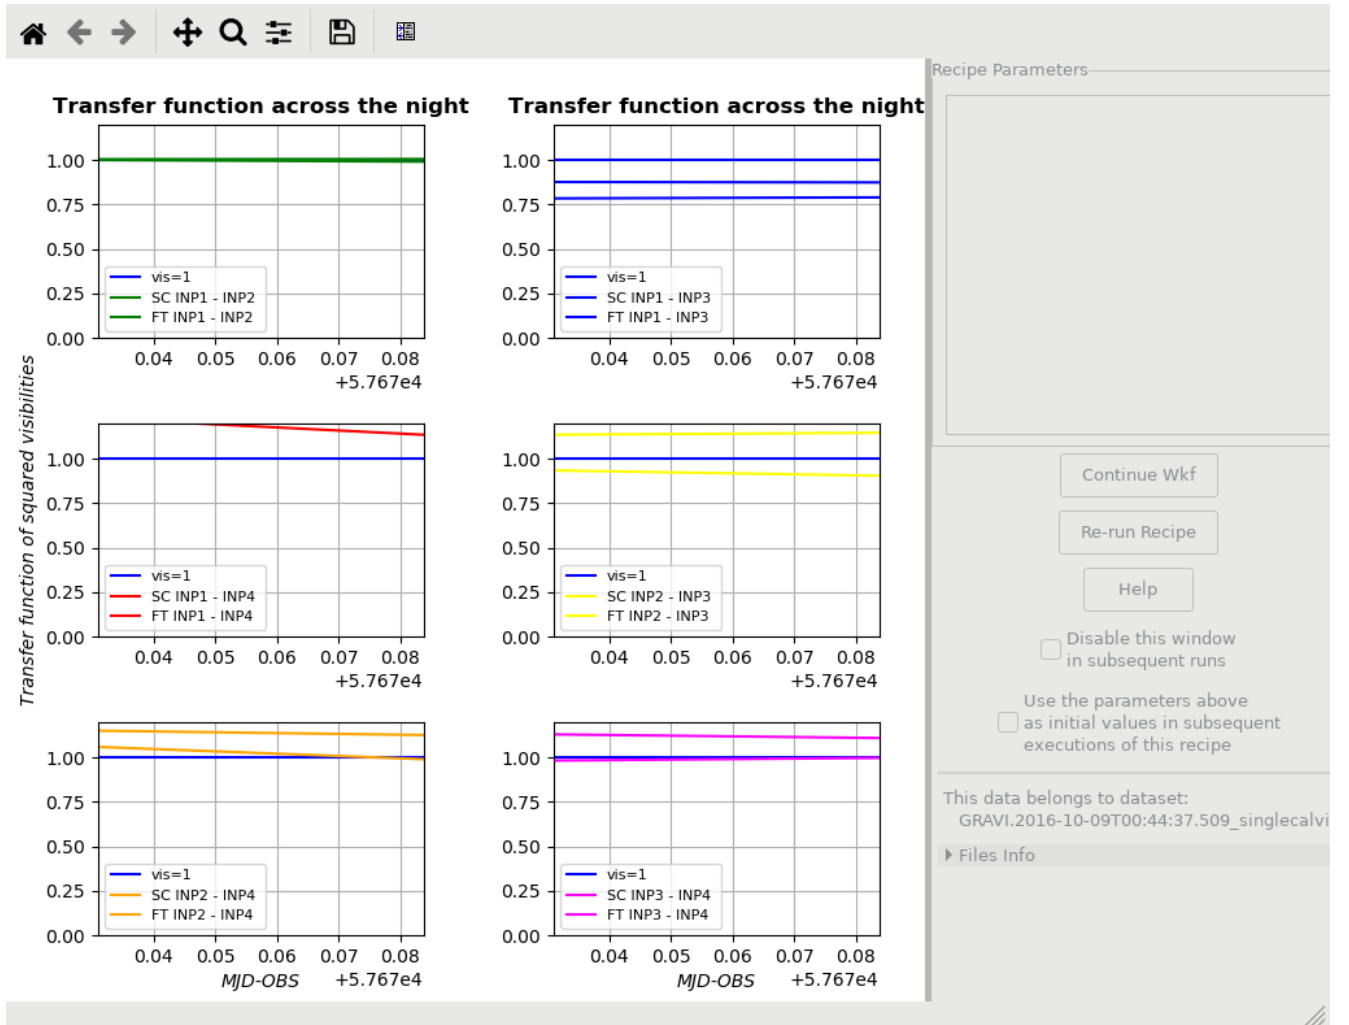 Recipe Parameters
Transfer function across the night
Transfer function across the night
Transfer function of squared visibilities
1.00
0.75
0.50
0.25
0.00
vis=1
SC INP1 - INP2
FT INP1 - INP2
0.04 0.05 0.06 0.07 0.08
+5.767e4
1.00
0.75
0.50
0.25
0.00
vis=1
SC INP1 - INP3
FT INP1 - INP3
0.04 0.05 0.06 0.07 0.08
+5.767e4
1.00
0.75
0.50
0.25
0.00
vis=1
SC INP1 - INP4
FT INP1 - INP4
0.04 0.05 0.06 0.07 0.08
+5.767e4
1.00
0.75
0.50
0.25
0.00
vis=1
SC INP2 - INP3
FT INP2 - INP3
0.04 0.05 0.06 0.07 0.08
+5.767e4
1.00
0.75
0.50
0.25
0.00
vis=1
SC INP2 - INP4
FT INP2 - INP4
0.04 0.05 0.06 0.07 0.08
MJD-OBS +5.767e4
1.00
0.75
0.50
0.25
0.00
vis=1
SC INP3 - INP4
FT INP3 - INP4
0.04 0.05 0.06 0.07 0.08
MJD-OBS +5.767e4
Continue Wkf
Re-run Recipe
Help
Disable this window
in subsequent runs
Use the parameters above
as initial values in subsequent
executions of this recipe
This data belongs to dataset:
GRAVI.2016-10-09T00:44:37.509_singlecalvi
Files Info